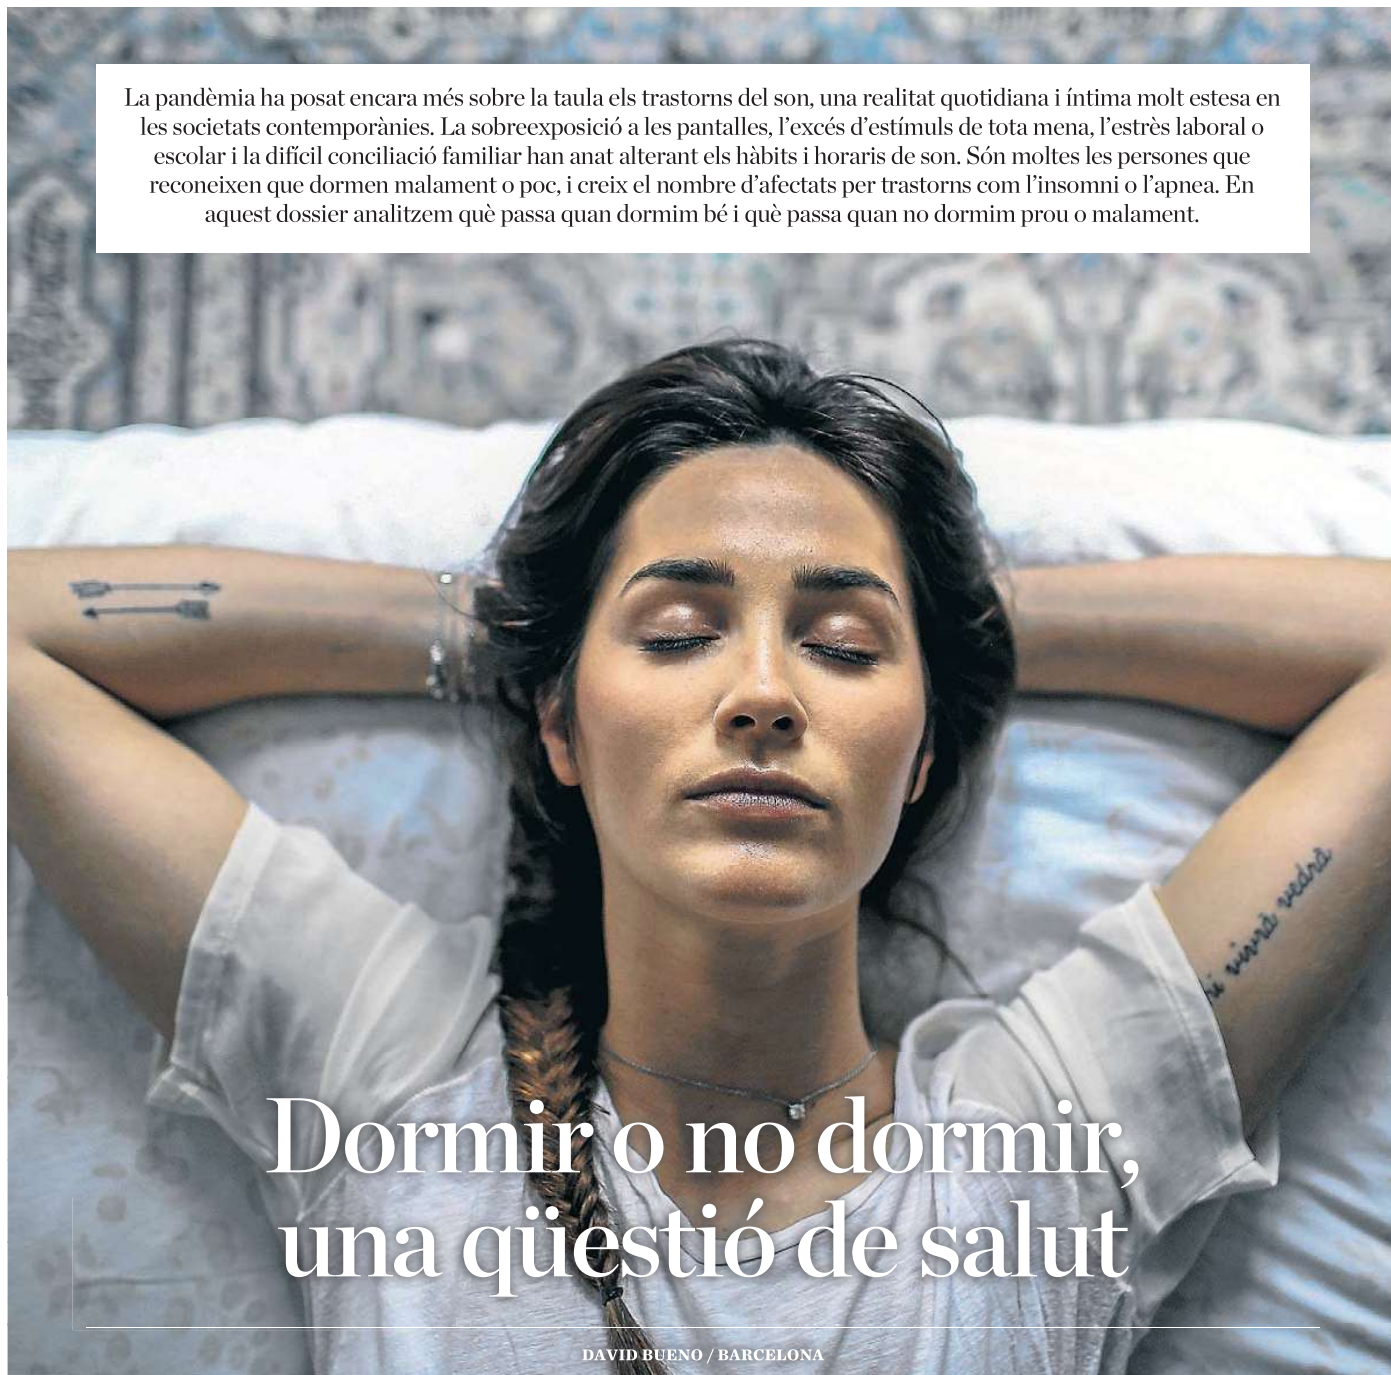 La pandèmia ha posat encara més sobre la taula els trastorns del son, una realitat quotidiana i íntima molt estesa en
les societats contemporànies. La sobreexposició a les pantalles, l'excés d'estímuls de tota mena, l'estrès laboral o
escolar i la difícil conciliació familiar han anat alterant els hàbits i horaris de son. Són moltes les persones que
reconeixen que dormen malament o poc, i creix el nombre d'afectats per trastorns com l'insomni o l'apnea. En
aquest dossier analitzem què passa quan dormim bé i què passa quan no dormim prou o malament.
vivrà vedrà
Dormir o no dormir,
una qüestió de salut
DAVID BUENO / BARCELONA